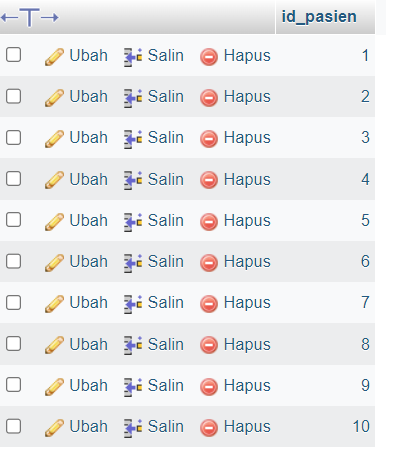 ←T→ id_pasien
Ubah Salin Hapus 1
Ubah Salin Hapus 2
Ubah Salin Hapus 3
Ubah Salin Hapus 4
Ubah Salin Hapus 5
Ubah Salin Hapus 6
Ubah Salin Hapus 7
Ubah Salin Hapus 8
Ubah Salin Hapus 9
Ubah Salin Hapus 10